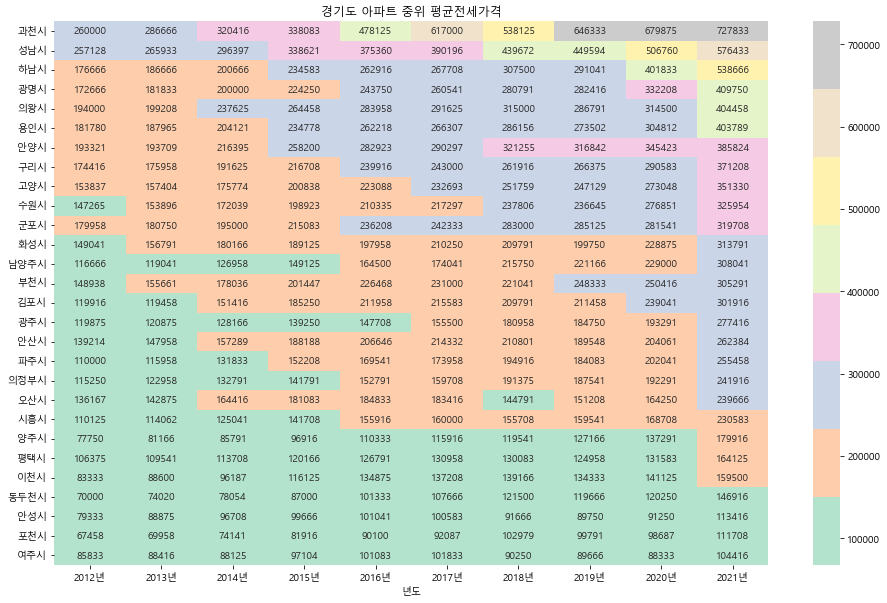 경기도 아파트 중위 평균전세가격
과천시 260000 286666 320416 338083 478125 617000 538125 646333 679875 727833
성남시 257128 265933 296397 338621 375360 390196 439672 449594 506760 576433
하남시 176666 186666 200666 234583 262916 267708 307500 291041 401833 538666
광명시 172666 181833 200000 224250 243750 260541 280791 282416 332208 409750
의왕시 194000 199208 237625 264458 283958 291625 315000 286791 314500 404458
용인시 181780 187965 204121 234778 262218 266307 286156 273502 304812 403789
안양시 193321 193709 216395 258200 282923 290297 321255 316842 345423 385824
구리시 174416 175958 191625 216708 239916 243000 261916 266375 290583 371208
고양시 153837 157404 175774 200838 223088 232693 251759 247129 273048 351330
수원시 147265 153896 172039 198923 210335 217297 237806 236645 276851 325954
군포시 179958 180750 195000 215083 236208 242333 283000 285125 281541 319708
화성시 149041 156791 180166 189125 197958 210250 209791 199750 228875 313791
남양주시 116666 119041 126958 149125 164500 174041 215750 221166 229000 308041
부천시 148938 155661 178036 201447 226468 231000 221041 248333 250416 305291
김포시 119916 119458 151416 185250 211958 215583 209791 211458 239041 301916
광주시 119875 120875 128166 139250 147708 155500 180958 184750 193291 277416
안산시 139214 147958 157289 188188 206646 214332 210801 189548 204061 262384
파주시 110000 115958 131833 152208 169541 173958 194916 184083 202041 255458
의정부시 115250 122958 132791 141791 152791 159708 191375 187541 192291 241916
오산시 136167 142875 164416 181083 184833 183416 144791 151208 164250 239666
시흥시 110125 114062 125041 141708 155916 160000 155708 159541 168708 230583
양주시 77750 81166 85791 96916 110333 115916 119541 127166 137291 179916
평택시 106375 109541 113708 120166 126791 130958 130083 124958 131583 164125
이천시 83333 88600 96187 116125 134875 137208 139166 134333 141125 159500
동두천시 70000 74020 78054 87000 101333 107666 121500 119666 120250 146916
안성시 79333 88875 96708 99666 101041 100583 91666 89750 91250 113416
포천시 67458 69958 74141 81916 90100 92087 102979 99791 98687 111708
여주시 85833 88416 88125 97104 101083 101833 90250 89666 88333 104416
2012년 2013년 2014년 2015년 2016년 2017년 2018년 2019년 2020년 2021년
년도
700000
600000
500000
400000
300000
200000
100000